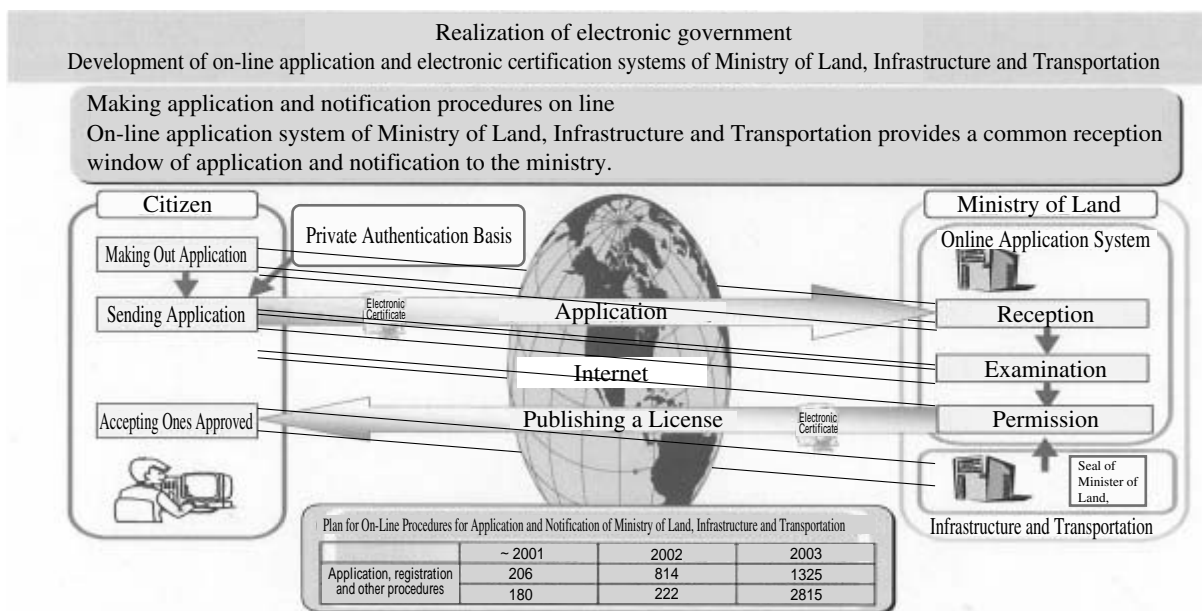 Realization of electronic government
Development of on-line application and electronic certification systems of Ministry of Land, Infrastructure and Transportation
Making application and notification procedures on line
On-line application system of Ministry of Land, Infrastructure and Transportation provides a common reception
window of application and notification to the ministry.
Citizen
Private Authentication Basis
Making Out Application
Sending Application
Electronic
Certificate
Application
Internet
Accepting Ones Approved
Publishing a License
Electronic
Certificate
Ministry of Land
Online Application System
Reception
Examination
Permission
Seal of
Minister of
Land,
Infrastructure and Transportation
Plan for On-Line Procedures for Application and Notification of Ministry of Land, Infrastructure and Transportation
~ 2001 2002 2003
Application, registration
and other procedures
206 814 1325
180 222 2815